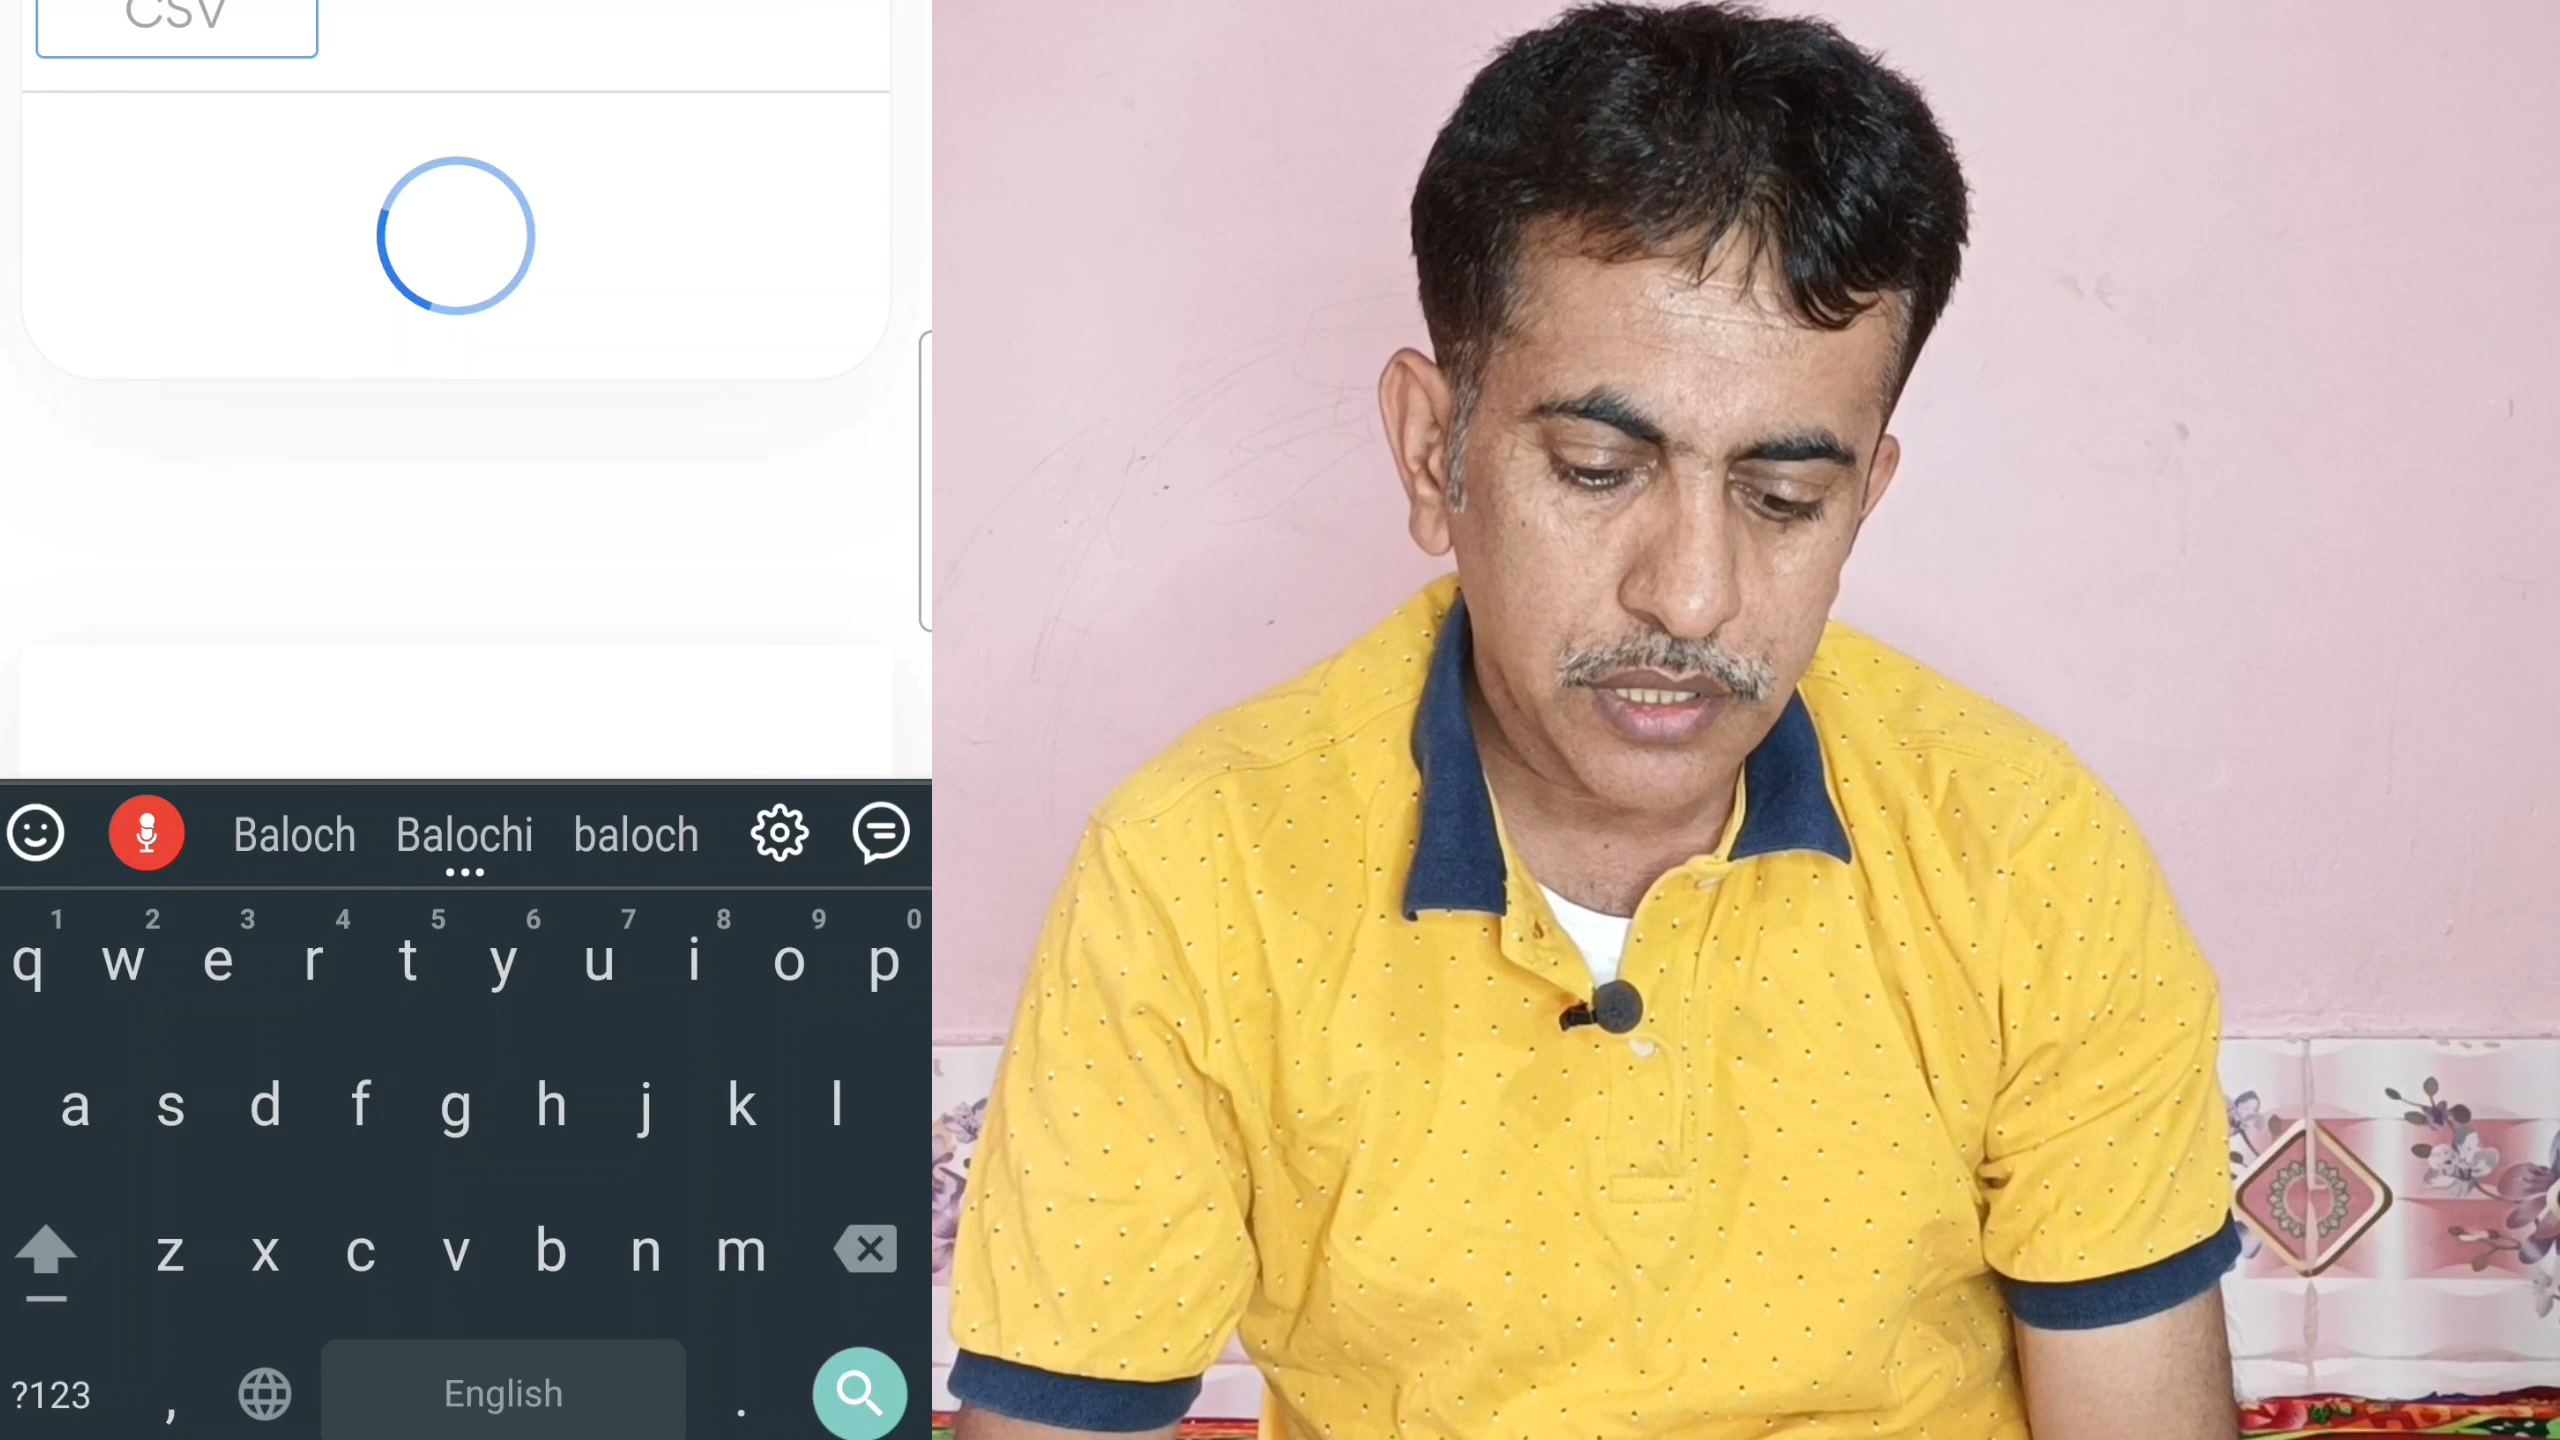 CSV
Baloch Balochi baloch
1 2 3 4 5 6 7 8 9 0
q w e r t y u i o p
a s d f g h j k l
z x c v b n m
?123 , English .